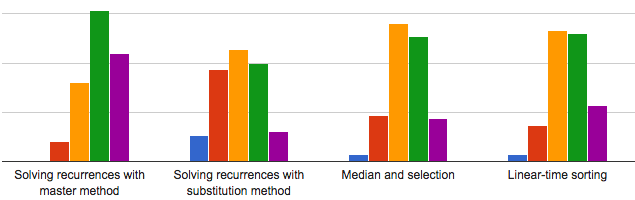 Solving recurrences with
master method
Solving recurrences with
substitution method
Median and selection
Linear-time sorting